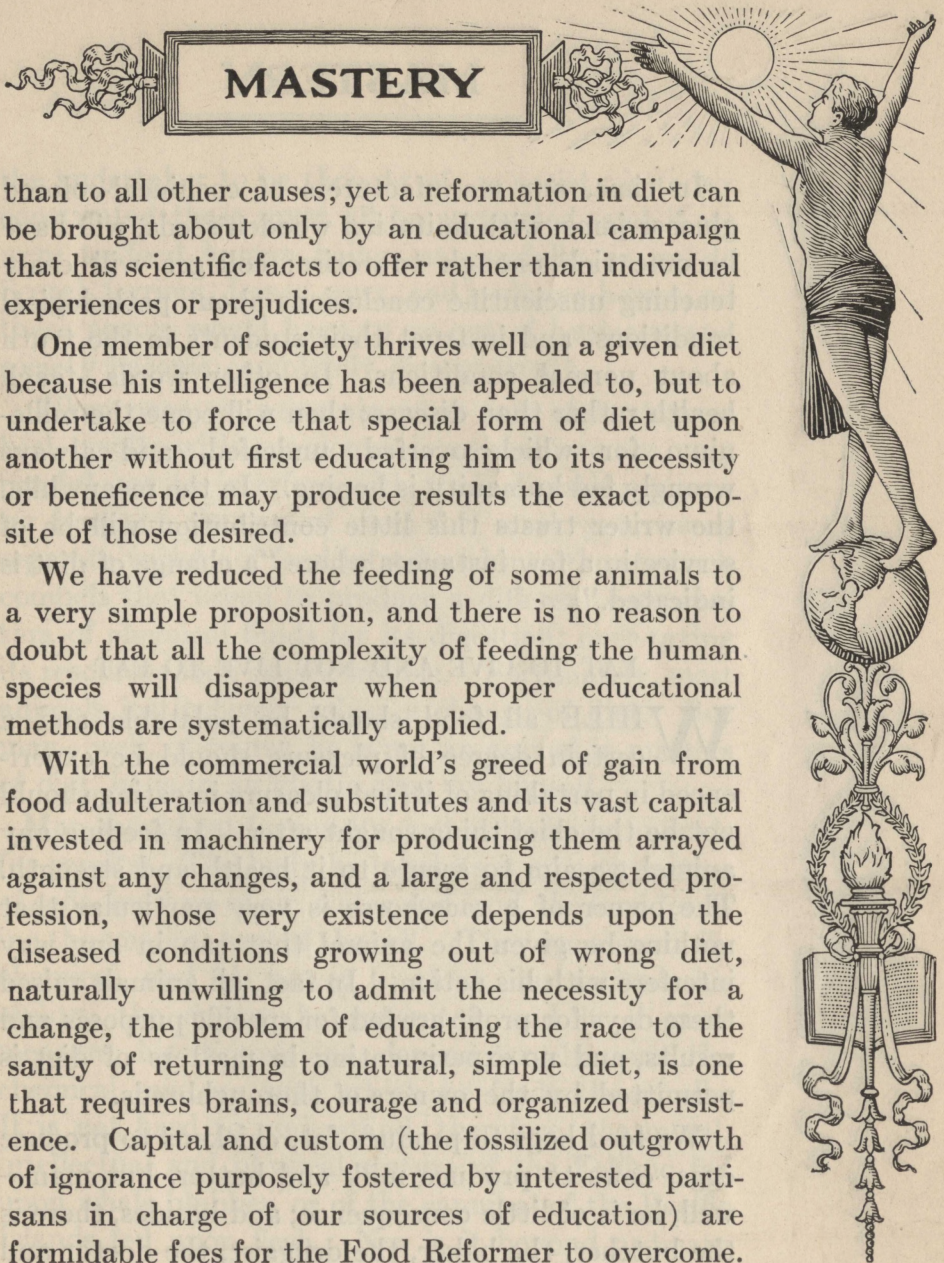 MASTERY
than to all other causes; yet a reformation in diet can
be brought about only by an educational campaign
that has scientific facts to offer rather than individual
experiences or prejudices.
One member of society thrives well on a given diet
because his intelligence has been appealed to, but to
undertake to force that special form of diet upon
another without first educating him to its necessity
or beneficence may produce results the exact oppo-
site of those desired.
We have reduced the feeding of some animals to
a very simple proposition, and there is no reason to
doubt that all the complexity of feeding the human
species will disappear when proper educational
methods are systematically applied.
With the commercial world's greed of gain from
food adulteration and substitutes and its vast capital
invested in machinery for producing them arrayed
against any changes, and a large and respected pro-
fession, whose very existence depends upon the
diseased conditions growing out of wrong diet,
naturally unwilling to admit the necessity for a
change, the problem of educating the race to the
sanity of returning to natural, simple diet, is one
that requires brains, courage and organized persist-
ence. Capital and custom (the fossilized outgrowth
of ignorance purposely fostered by interested parti-
sans in charge of our sources of education) are
formidable foes for the Food Reformer to overcome.